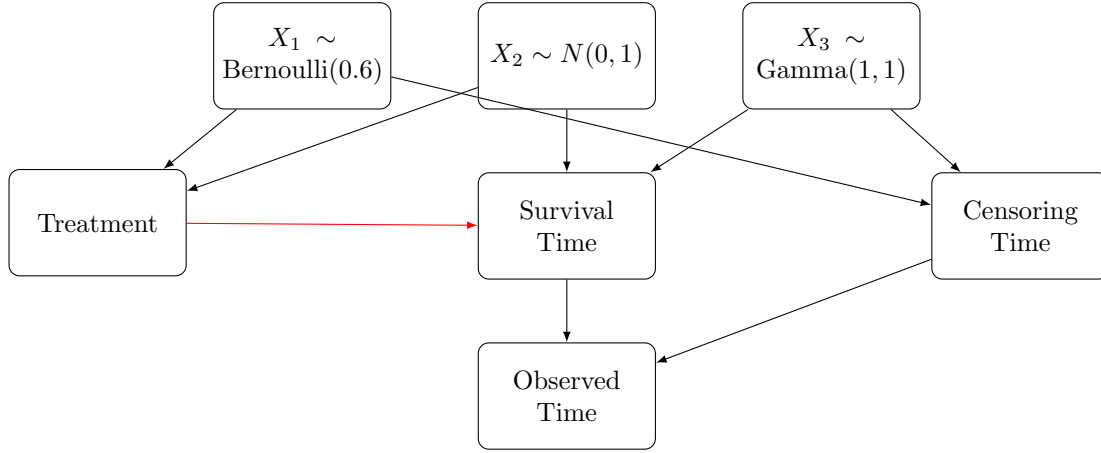 X₁ ∼
Bernoulli(0.6)
X₂ ∼ N(0, 1)
X₃ ∼
Gamma(1, 1)
Treatment
Survival
Time
Censoring
Time
Observed
Time